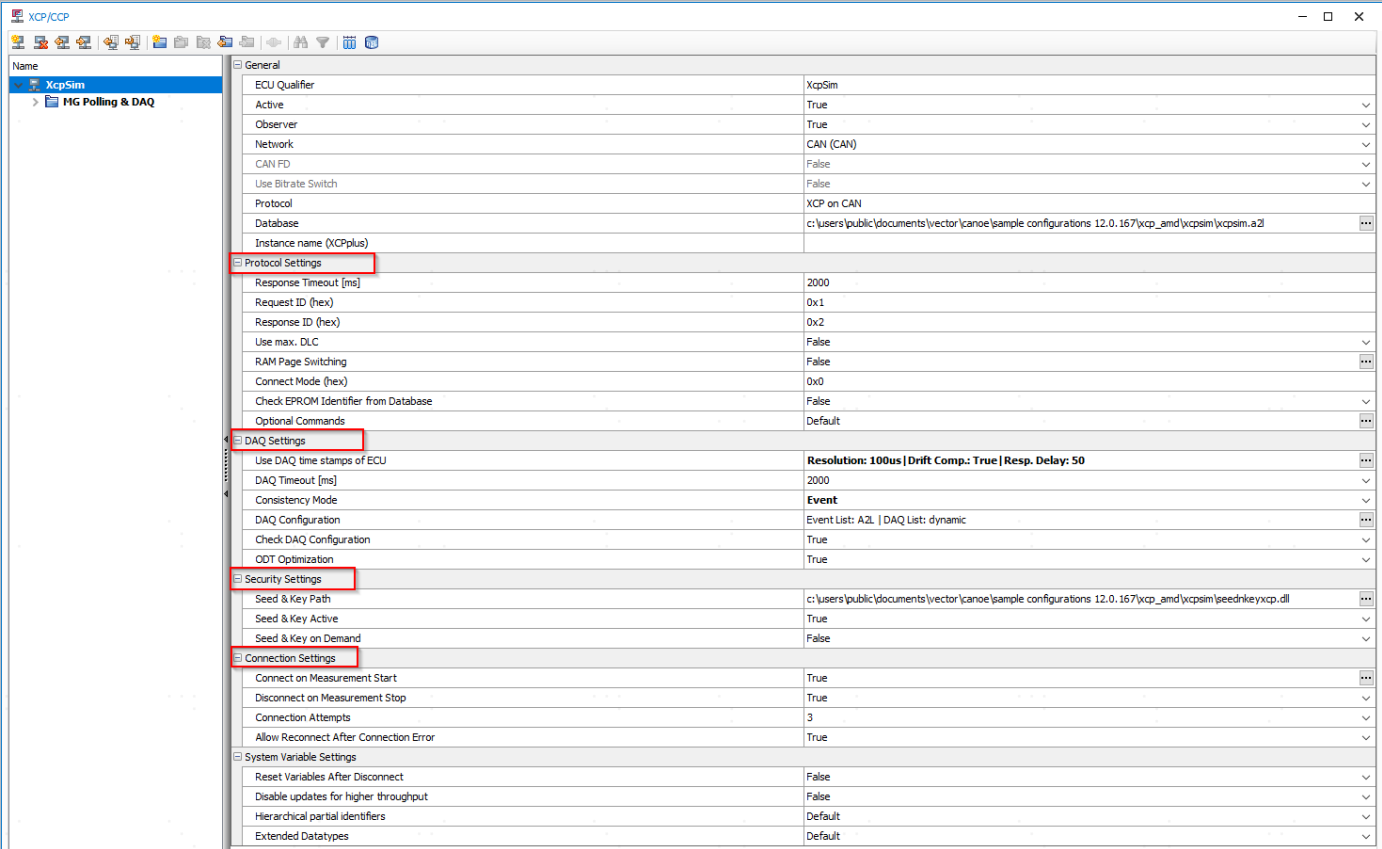 XCP/CCP
Name
XcpSim
MG Polling & DAQ
General
ECU Qualifier XcpSim
Active True
Observer True
Network CAN (CAN)
CAN FD False
Use Bitrate Switch False
Protocol XCP on CAN
Database c:\users\public\documents\vector\canoe\sample configurations 12.0.167\xcp_amd\xcpsim\xcpsim.a2l
Instance name (XCPplus)
Protocol Settings
Response Timeout [ms] 2000
Request ID (hex) 0x1
Response ID (hex) 0x2
Use max. DLC False
RAM Page Switching False
Connect Mode (hex) 0x0
Check EPROM Identifier from Database False
Optional Commands Default
DAQ Settings
Use DAQ time stamps of ECU Resolution: 100us|Drift Comp.: True|Resp. Delay: 50
DAQ Timeout [ms] 2000
Consistency Mode Event
DAQ Configuration Event List: A2L | DAQ List: dynamic
Check DAQ Configuration True
ODT Optimization True
Security Settings
Seed & Key Path c:\users\public\documents\vector\canoe\sample configurations 12.0.167\xcp_amd\xcpsim\seednkeyxcp.dll
Seed & Key Active True
Seed & Key on Demand False
Connection Settings
Connect on Measurement Start True
Disconnect on Measurement Stop True
Connection Attempts 3
Allow Reconnect After Connection Error True
System Variable Settings
Reset Variables After Disconnect False
Disable updates for higher throughput False
Hierarchical partial identifiers Default
Extended Datatypes Default